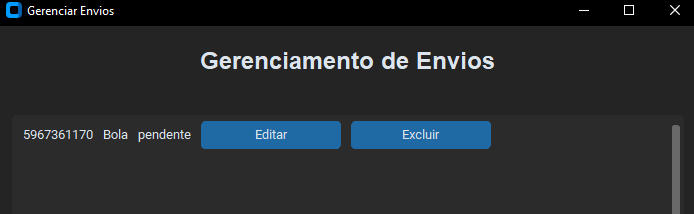 Gerenciar Envios
Gerenciamento de Envios
5967361170 Bola pendente Editar Excluir